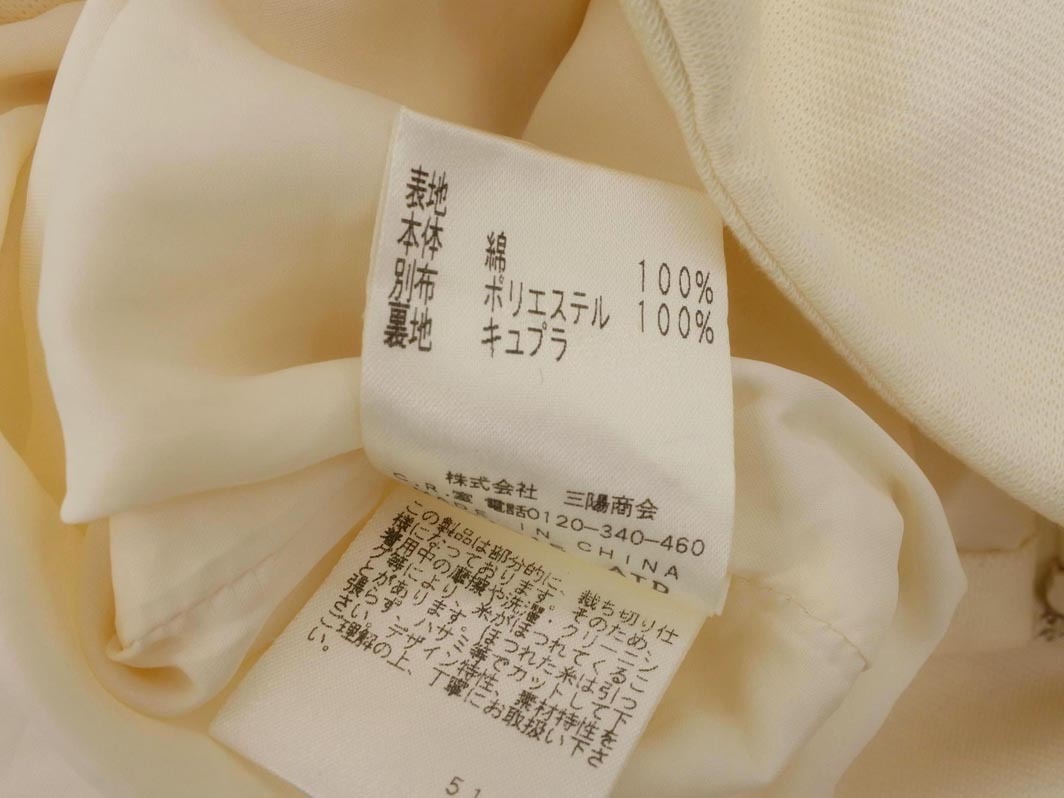 表地
本体 綿 100%
別布 ポリエステル 100%
裏地 キュプラ
株式会社 三陽商会
C.R.室 電話0120-340-460
IN CHINA
この製品は部分的に、裁ち切り仕
様になっております。そのため、
着用中の摩擦や洗濯・クリーニン
グ等により、糸がほつれてくるこ
とがあります。ほつれた糸は引っ
張らず、ハサミ等でカットして下
さい。デザイン特性、素材特性を
ご理解の上、丁寧にお取扱い下さ
い。
51